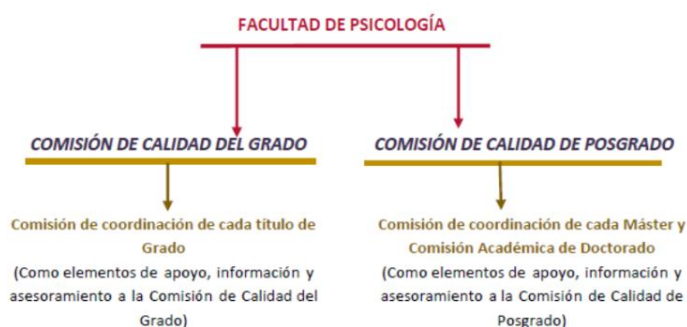 FACULTAD DE PSICOLOGÍA
COMISIÓN DE CALIDAD DEL GRADO
COMISIÓN DE CALIDAD DE POSGRADO
Comisión de coordinación de cada título de
Grado
(Como elementos de apoyo, información y
asesoramiento a la Comisión de Calidad del
Grado)
Comisión de coordinación de cada Máster y
Comisión Académica de Doctorado
(Como elementos de apoyo, información y
asesoramiento a la Comisión de Calidad de
Posgrado)